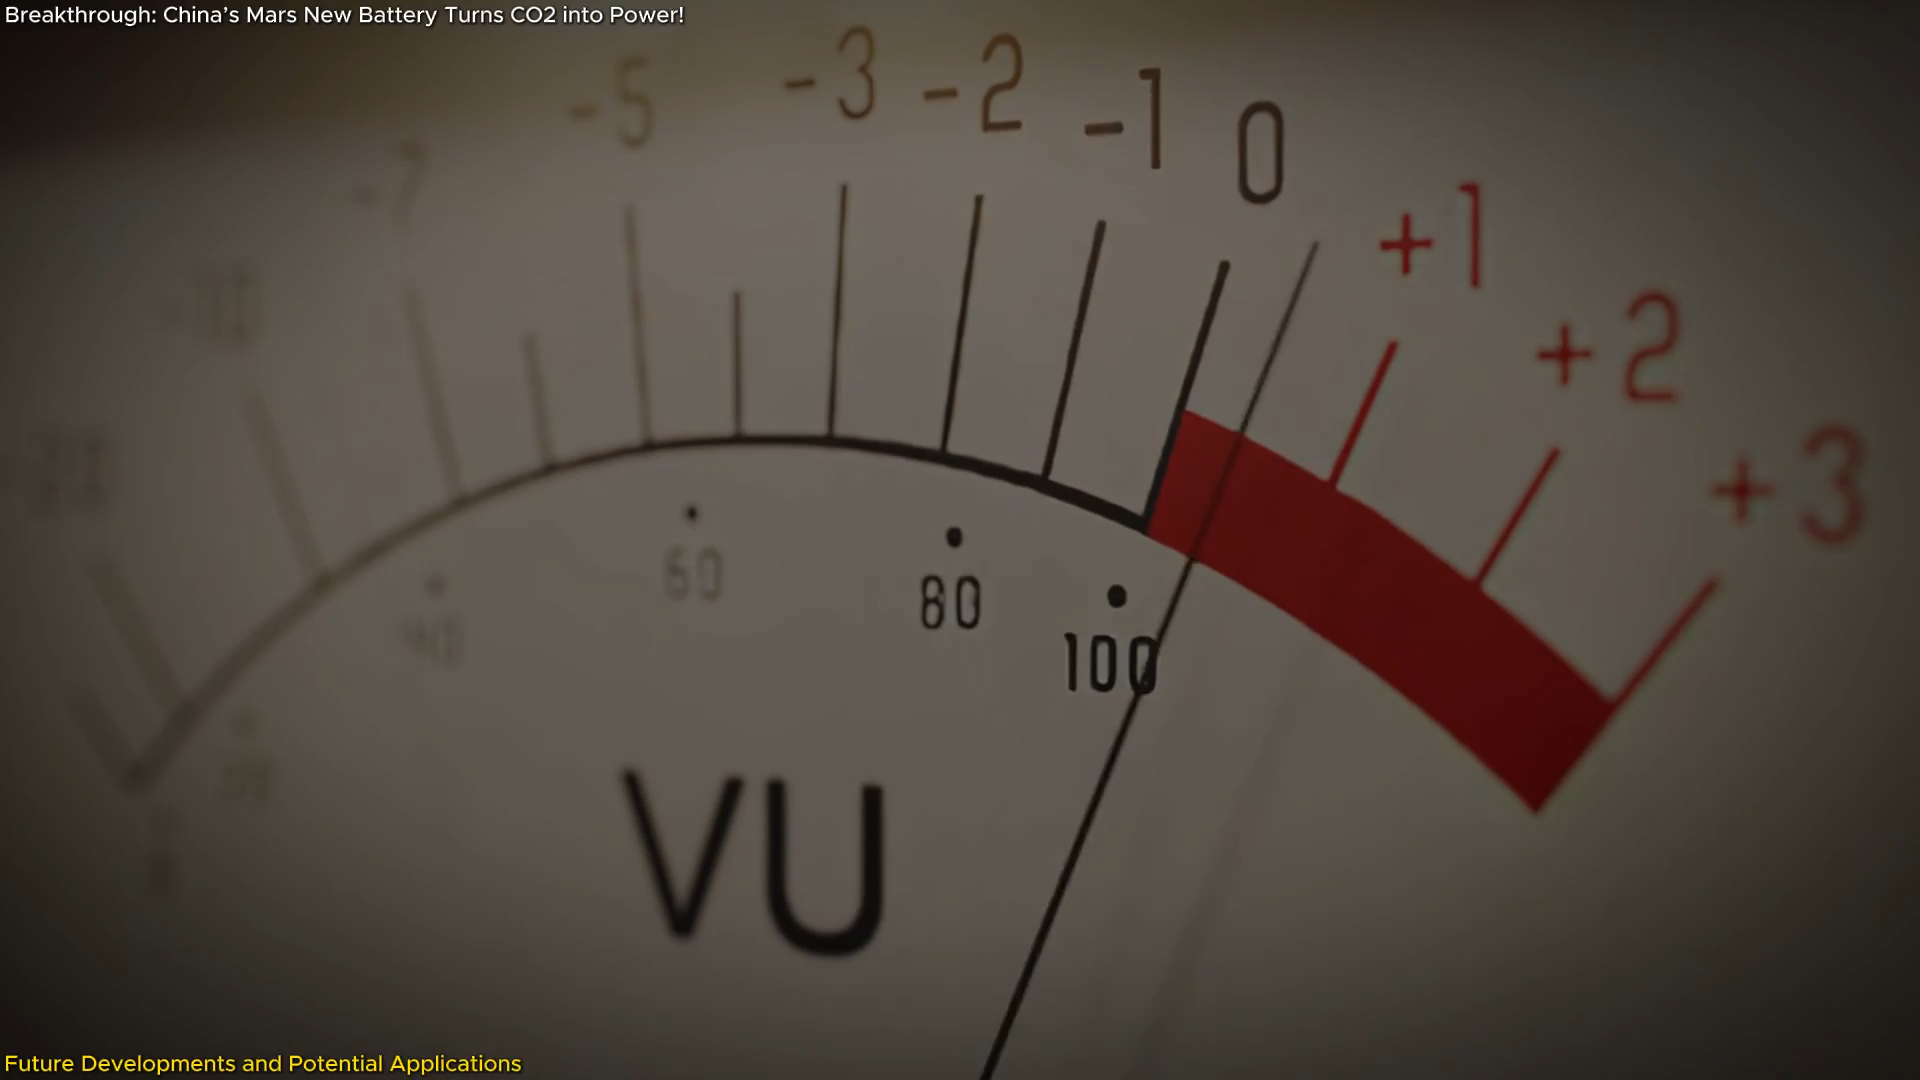 Breakthrough: China’s Mars New Battery Turns CO2 into Power!
-7 -5 -3 -2 -1 0 +1 +2 +3
60 80 100
VU
Future Developments and Potential Applications